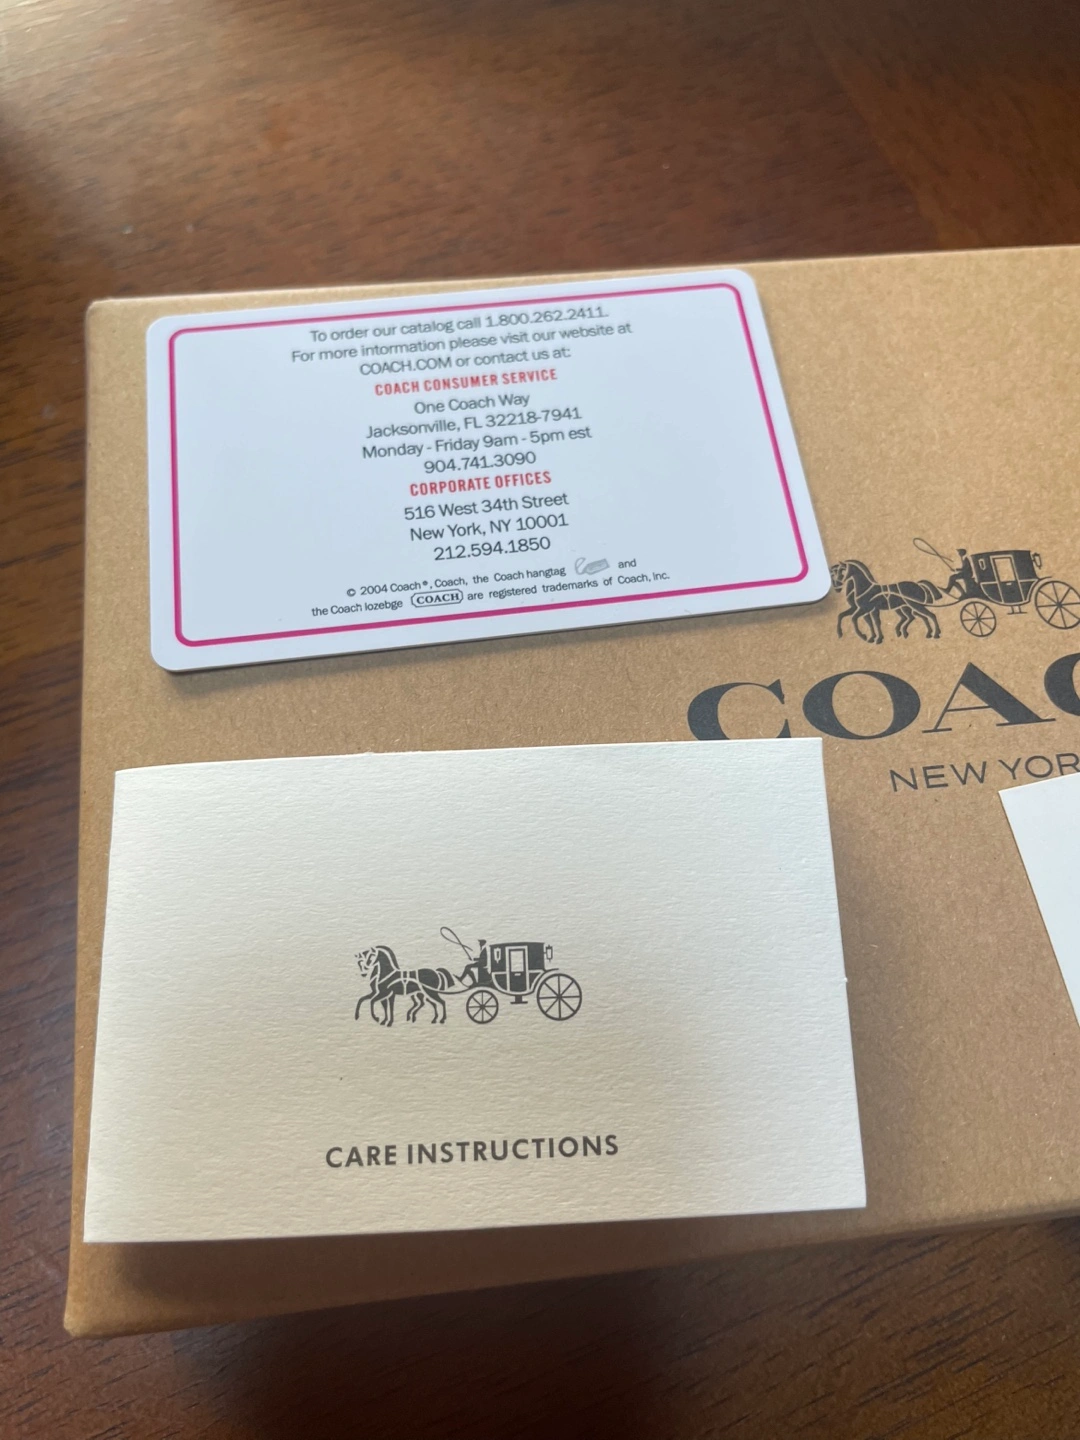 To order our catalog call 1.800.262.2411.
For more intormation please visit our website at
COACH.COM or contact us at:
COACH CONSUMER SERVICE
One Coach Way
Jacksonville, FL 32218-7941
Monday - Friday 9am - 5pm est
904.741.3090
CORPORATE OFFICES
516 West 34th Street
New York, NY 10001
212.594.1850
© 2004 Coach®, Coach, the Coach hangtag and
the Coach lozebge COACH are registered trademarks of Coach, Inc.
COAC
NEW YOR
CARE INSTRUCTIONS